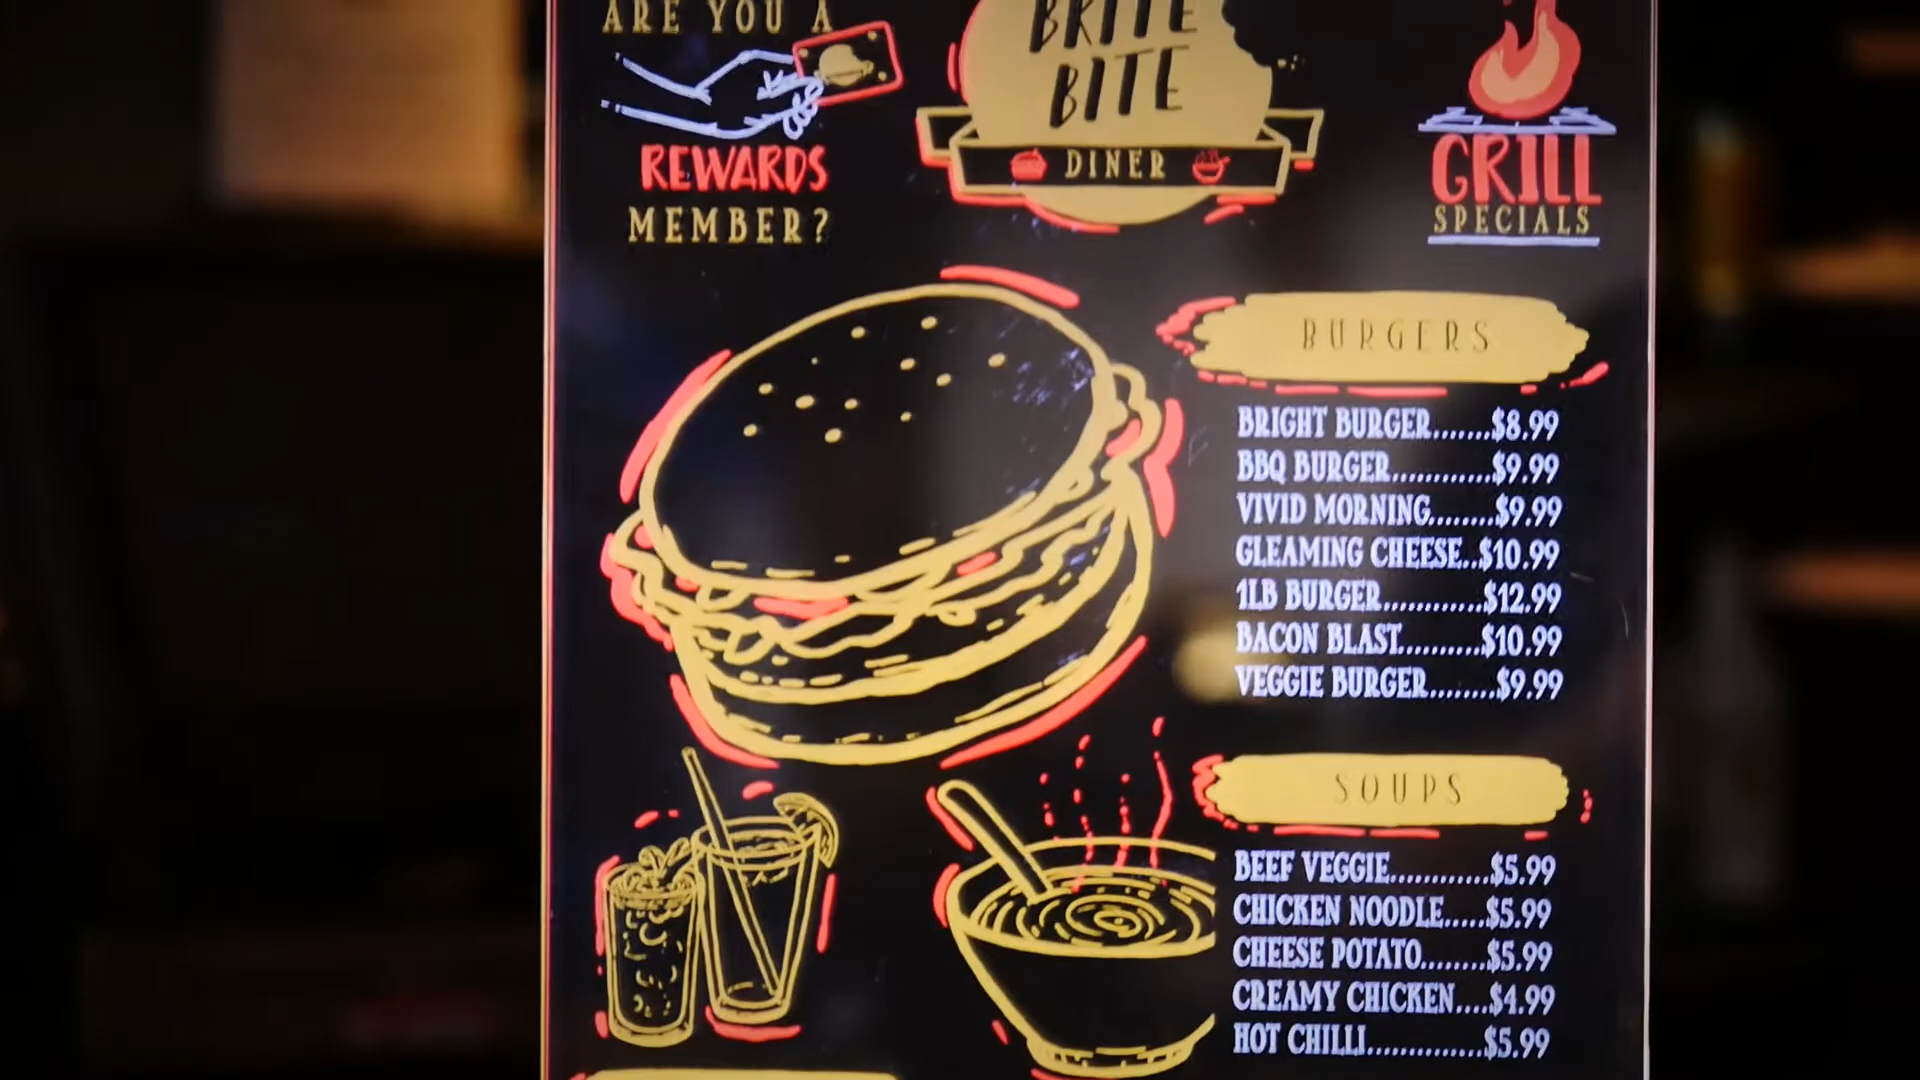 ARE YOU A
REWARDS
MEMBER?
BRITE
BITE
DINER
GRILL
SPECIALS
BURGERS
BRIGHT BURGER.......$8.99
BBQ BURGER............$9.99
VIVID MORNING........$9.99
GLEAMING CHEESE..$10.99
1LB BURGER............$12.99
BACON BLAST..........$10.99
VEGGIE BURGER........$9.99
SOUPS
BEEF VEGGIE............$5.99
CHICKEN NOODLE.....$5.99
CHEESE POTATO........$5.99
CREAMY CHICKEN....$4.99
HOT CHILLI..............$5.99